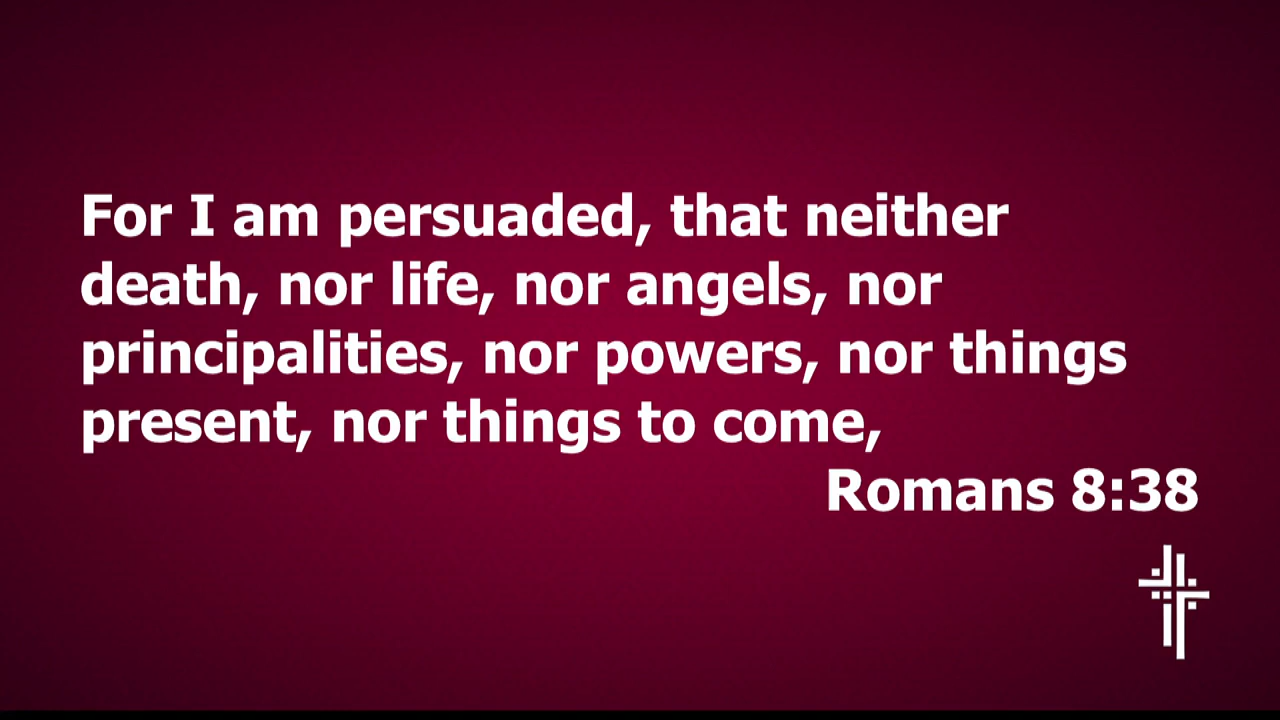 For I am persuaded, that neither
death, nor life, nor angels, nor
principalities, nor powers, nor things
present, nor things to come,
Romans 8:38